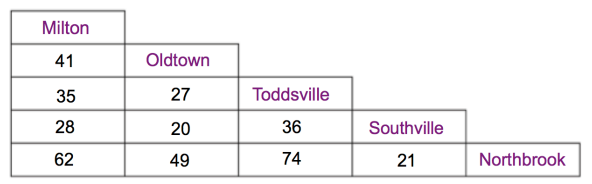 Milton
41 Oldtown
35 27 Toddsville
28 20 36 Southville
62 49 74 21 Northbrook